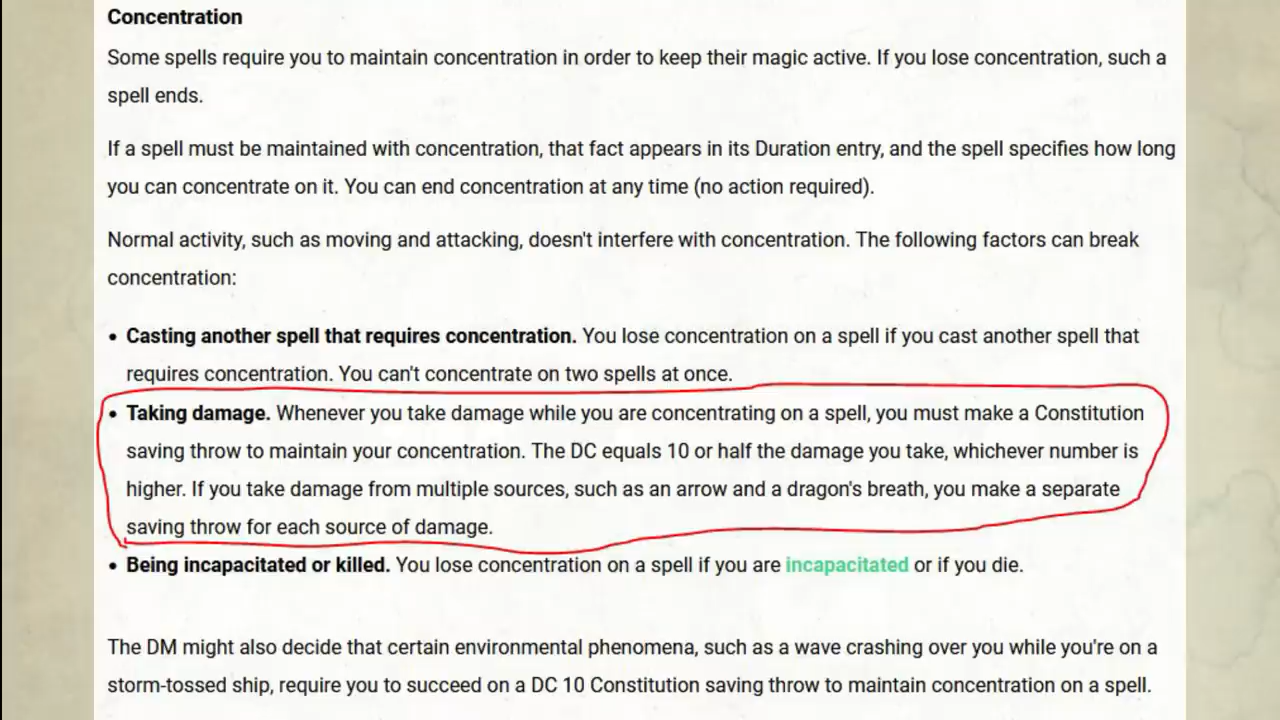 Concentration
Some spells require you to maintain concentration in order to keep their magic active. If you lose concentration, such a
spell ends.
If a spell must be maintained with concentration, that fact appears in its Duration entry, and the spell specifies how long
you can concentrate on it. You can end concentration at any time (no action required).
Normal activity, such as moving and attacking, doesn't interfere with concentration. The following factors can break
concentration:
• Casting another spell that requires concentration. You lose concentration on a spell if you cast another spell that
requires concentration. You can't concentrate on two spells at once.
• Taking damage. Whenever you take damage while you are concentrating on a spell, you must make a Constitution
saving throw to maintain your concentration. The DC equals 10 or half the damage you take, whichever number is
higher. If you take damage from multiple sources, such as an arrow and a dragon's breath, you make a separate
saving throw for each source of damage.
• Being incapacitated or killed. You lose concentration on a spell if you are incapacitated or if you die.
The DM might also decide that certain environmental phenomena, such as a wave crashing over you while you're on a
storm-tossed ship, require you to succeed on a DC 10 Constitution saving throw to maintain concentration on a spell.